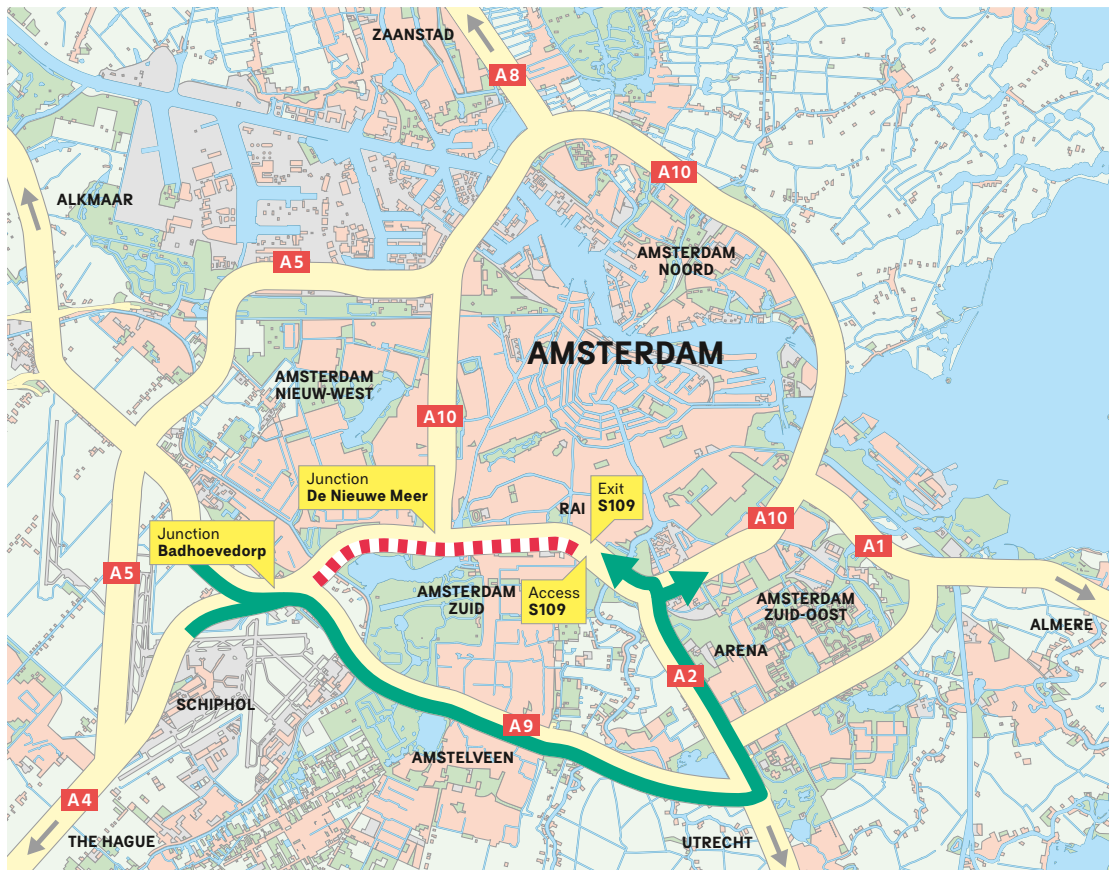 ZAANSTAD
A8
A10
ALKMAAR
A5
AMSTERDAM
NOORD
AMSTERDAM
AMSTERDAM
NIEUW-WEST
A10
Junction
De Nieuwe Meer
Exit
S109
RAI
A10
Junction
Badhoevedorp
A1
A5
AMSTERDAM
ZUID
Access
S109
AMSTERDAM
ZUID-OOST
ALMERE
ARENA
A2
SCHIPHOL
A9
AMSTELVEEN
A4
THE HAGUE
UTRECHT